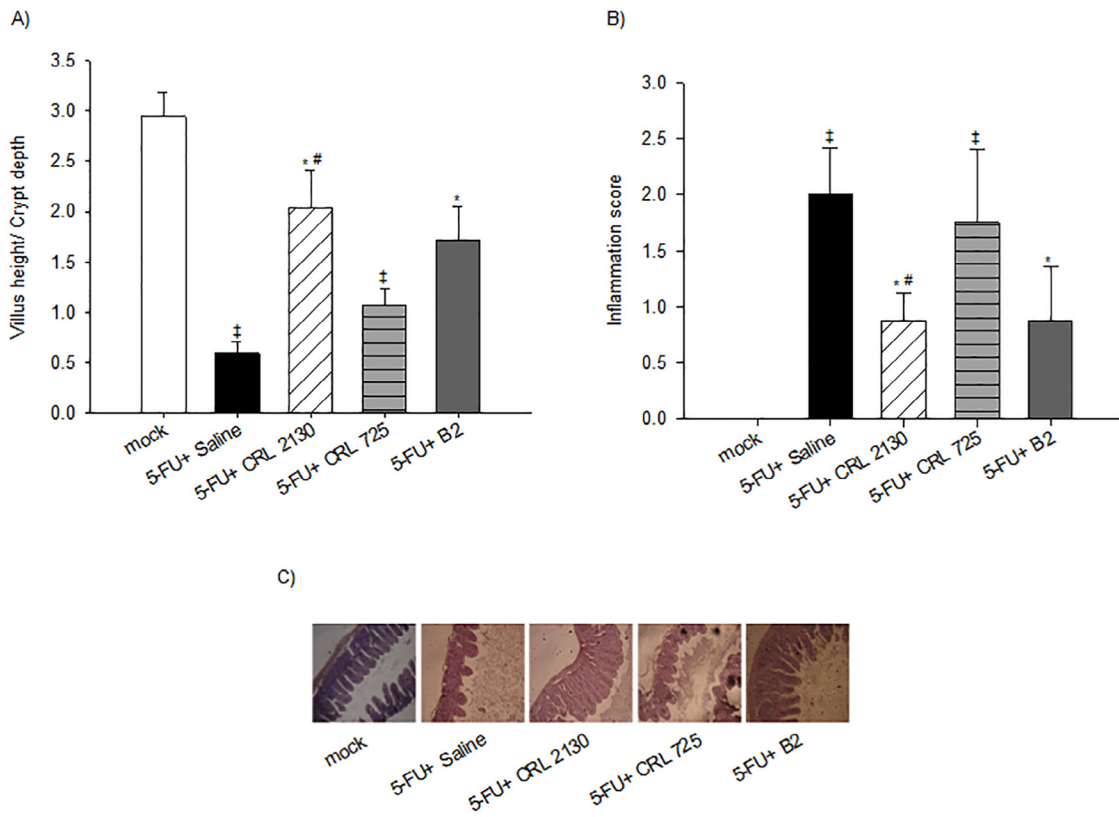 A)
Villus height/ Crypt depth
3.5
3.0
2.5
2.0
1.5
1.0
0.5
0.0
‡
* #
‡
*
mock
5-FU+ Saline
5-FU+ CRL 2130
5-FU+ CRL 725
5-FU+ B2
B)
Inflammation score
3.0
2.5
2.0
1.5
1.0
0.5
0.0
‡
* #
‡
*
mock
5-FU+ Saline
5-FU+ CRL 2130
5-FU+ CRL 725
5-FU+ B2
C)
mock
5-FU+ Saline
5-FU+ CRL 2130
5-FU+ CRL 725
5-FU+ B2